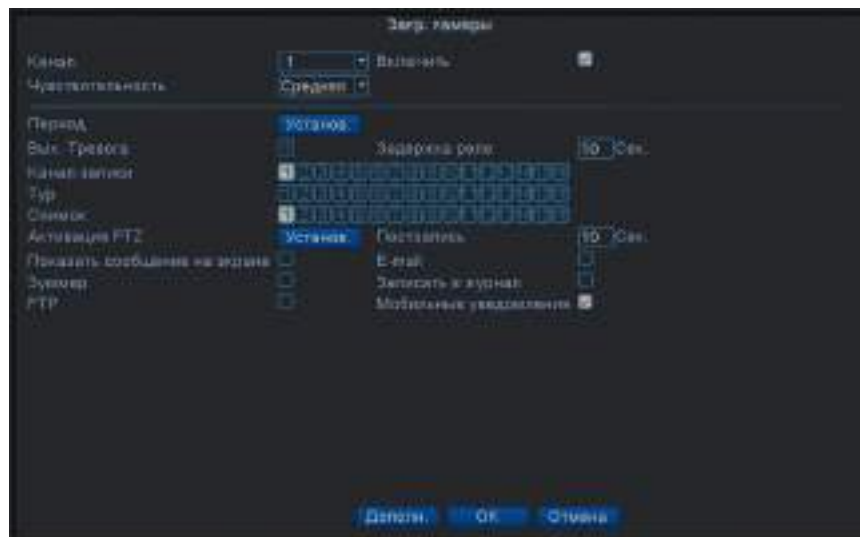 Загр. камеры
Канал 1 Включить
Чувствительность Средняя
Период Установ.
Вых. Тревога Задержка реле 10 Сек.
Канал записи 1
Тур
Снимок 1
Активация PTZ Установ. Постзапись 10 Сек.
Показать сообщение на экране E-mail
Зуммер Записать в журнал
FTP Мобильные уведомления
Дополн. OK Отмена